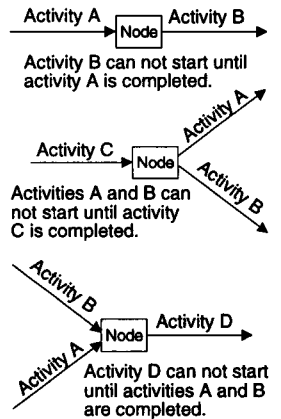 Activity A Node Activity B
Activity B can not start until
activity A is completed.
Activity A
Activity C Node
Activity B
Activities A and B can
not start until activity
C is completed.
Activity B
Node Activity D
Activity A
Activity D can not start
until activities A and B
are completed.